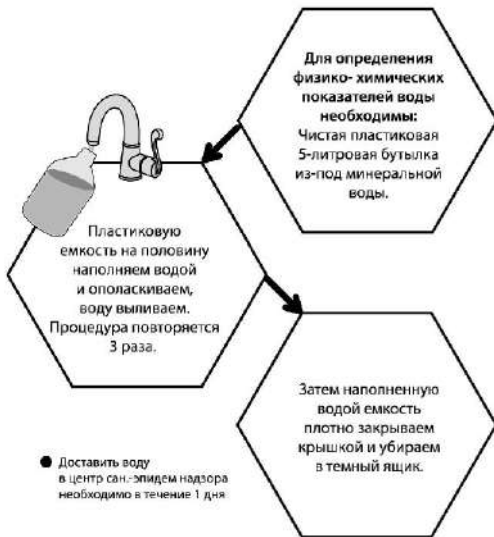 Для определения
физико- химических
показателей воды
необходимы:
Чистая пластиковая
5-литровая бутылка
из-под минеральной
воды.
Пластиковую
емкость на половину
наполняем водой
и ополаскиваем,
воду выливаем.
Процедура повторяется
3 раза.
Затем наполненную
водой емкость
плотно закрываем
крышкой и убираем
в темный ящик.
● Доставить воду
в центр сан.-эпидем надзора
необходимо в течение 1 дня